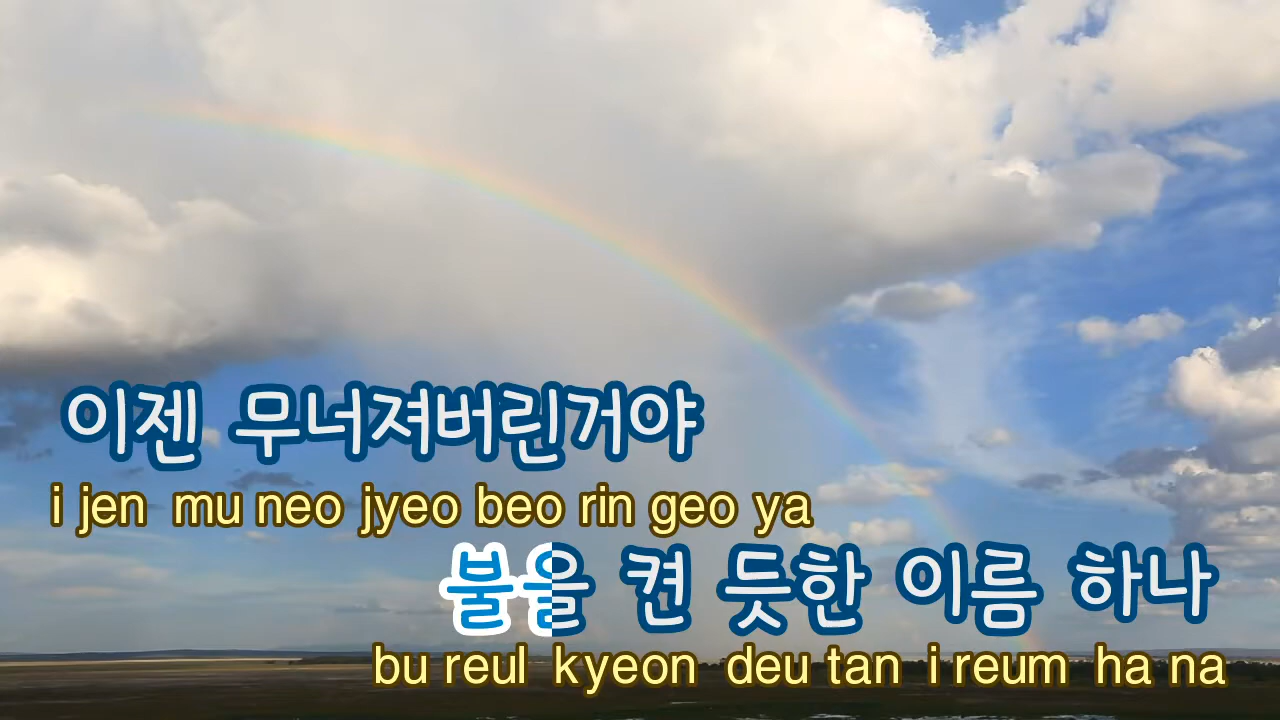 이젠 무너져버린거야
i jen mu neo jyeo beo rin geo ya
불을 켠 듯한 이름 하나
bu reul kyeon deu tan i reum ha na